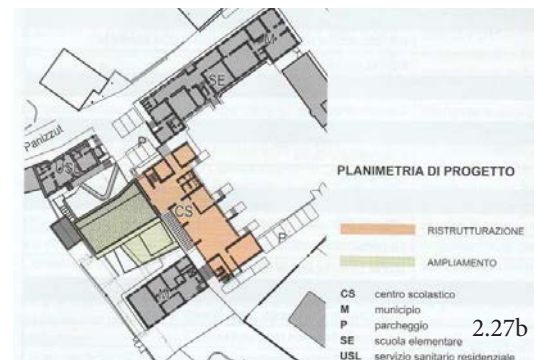 M
SE
Panizzut
P
USL
CS
P
M
PLANIMETRIA DI PROGETTO
RISTRUTTURAZIONE
AMPLIAMENTO
CS centro scolastico
M municipio
P parcheggio
SE scuola elementare
USL servizio sanitario residenziale
2.27b